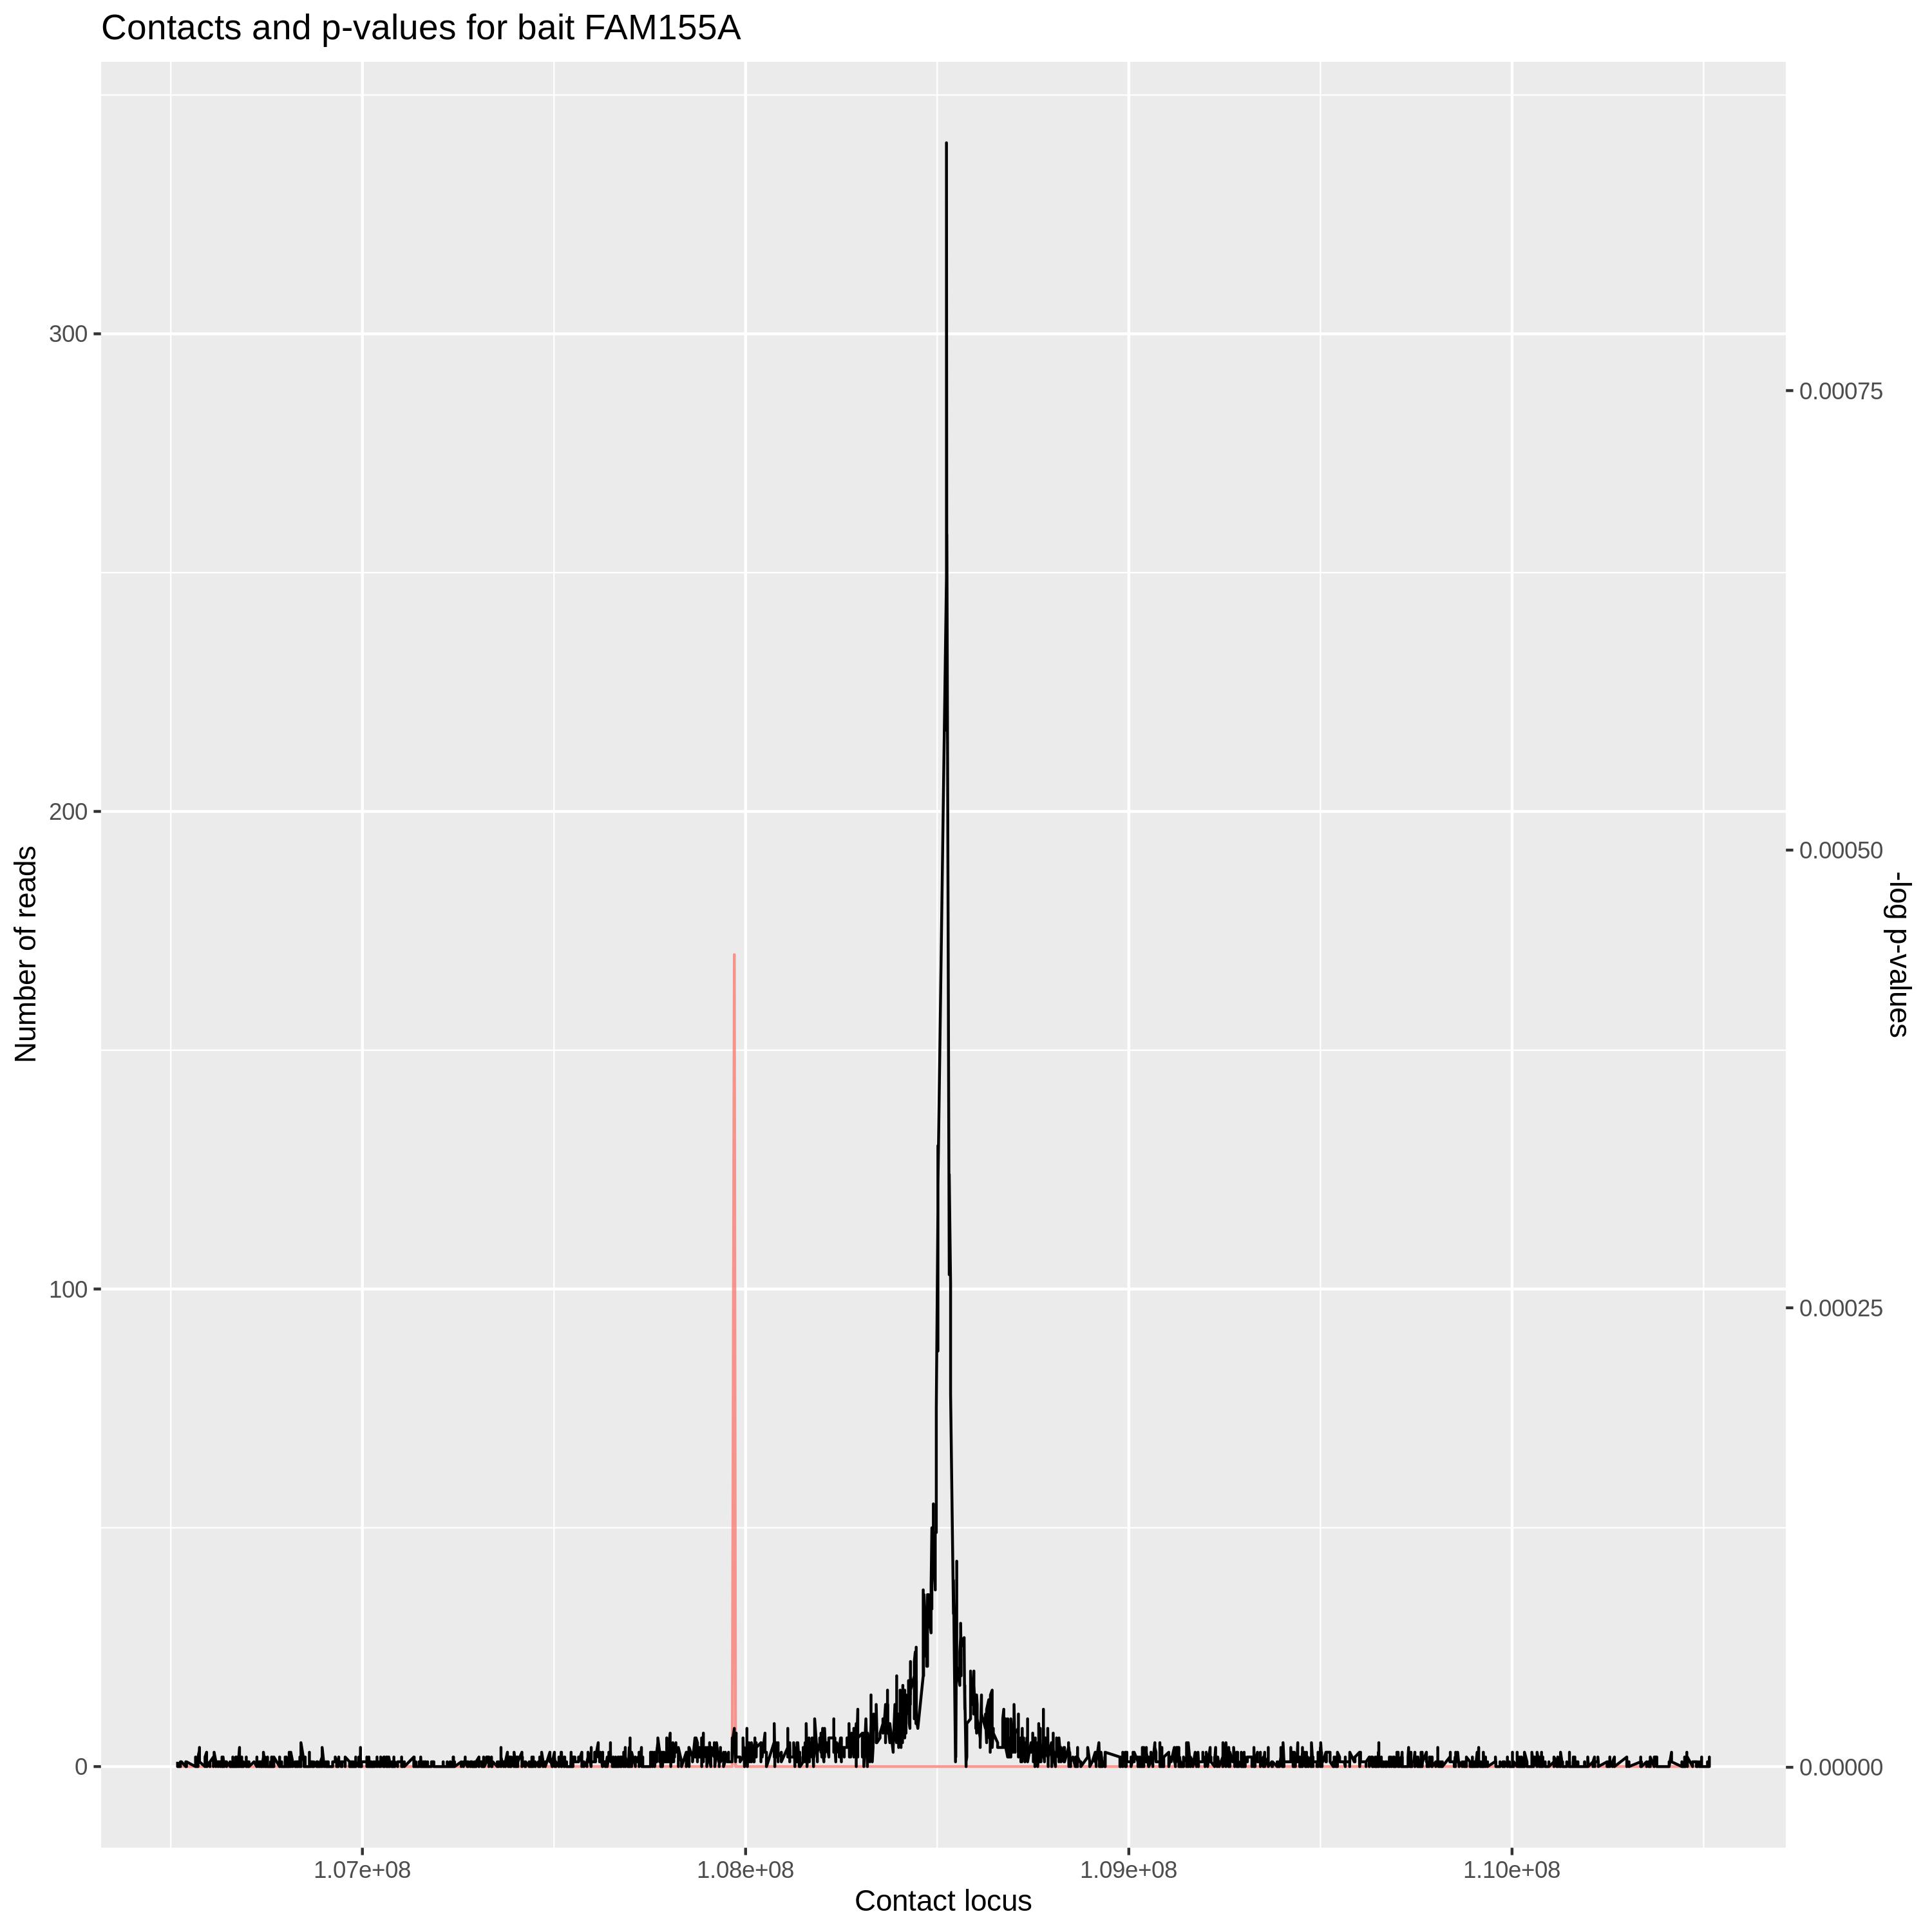 Contacts and p-values for bait FAM155A
300
200
100
0
Number of reads
0.00075
0.00050
0.00025
0.00000
-log p-values
1.07e+08
1.08e+08
1.09e+08
1.10e+08
Contact locus